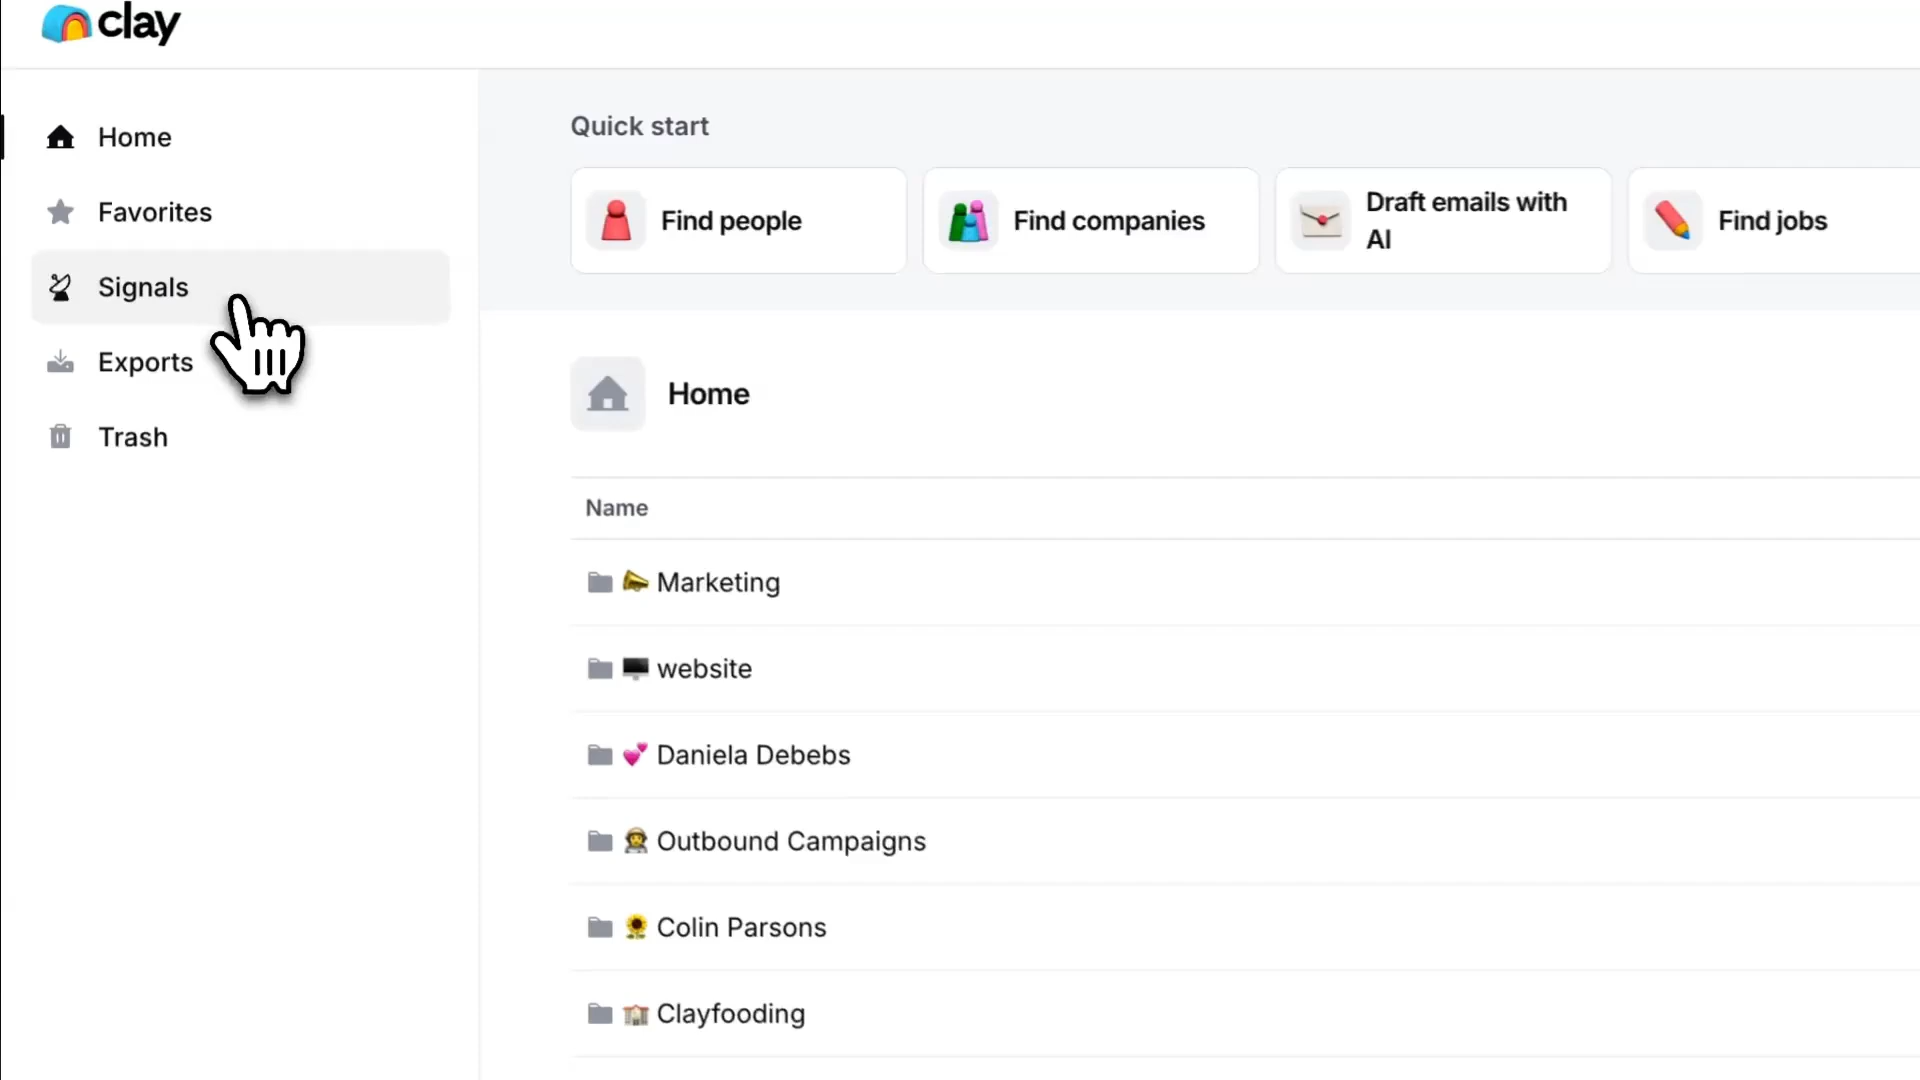 clay
Home
Favorites
Signals
Exports
Trash
Quick start
Find people
Find companies
Draft emails with
AI
Find jobs
Home
Name
Marketing
website
Daniela Debebs
Outbound Campaigns
Colin Parsons
Clayfooding